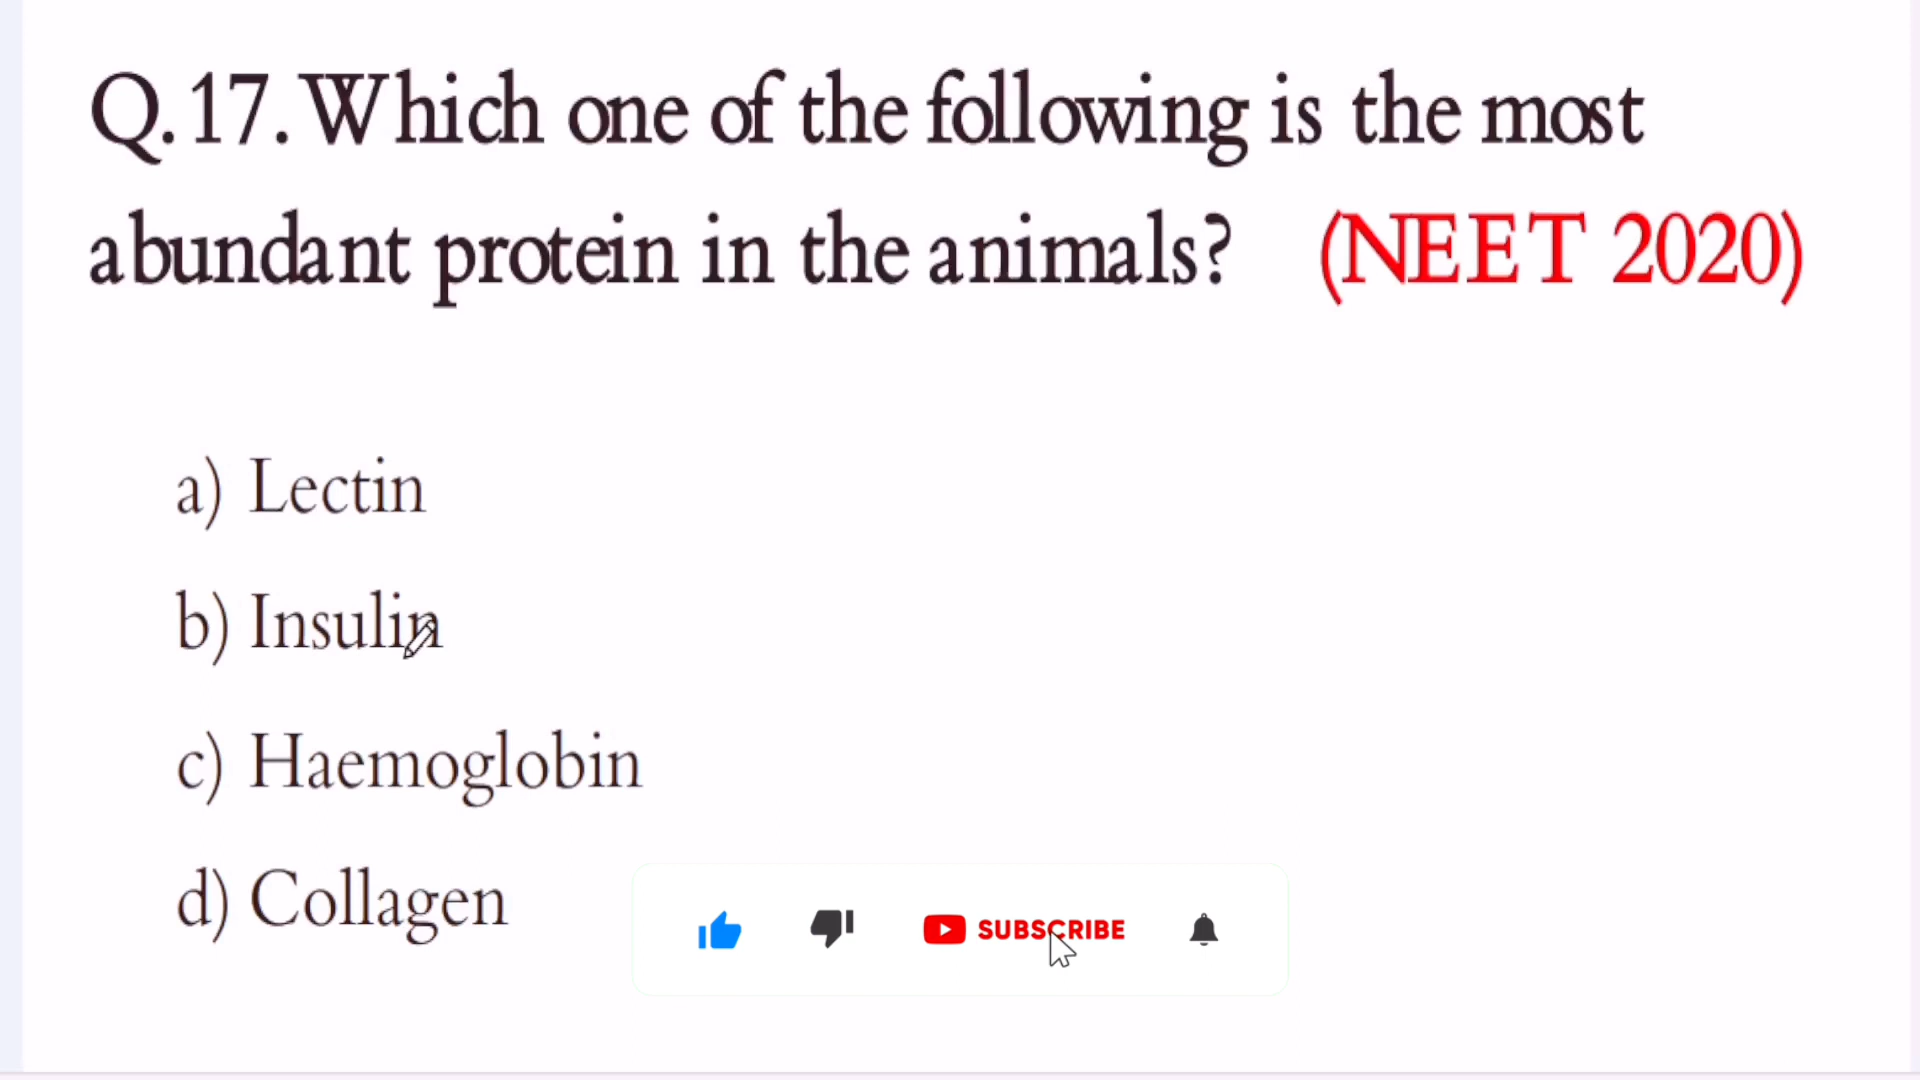 Q.17. Which one of the following is the most
abundant protein in the animals? (NEET 2020)
a) Lectin
b) Insulin
c) Haemoglobin
d) Collagen
SUBSCRIBE